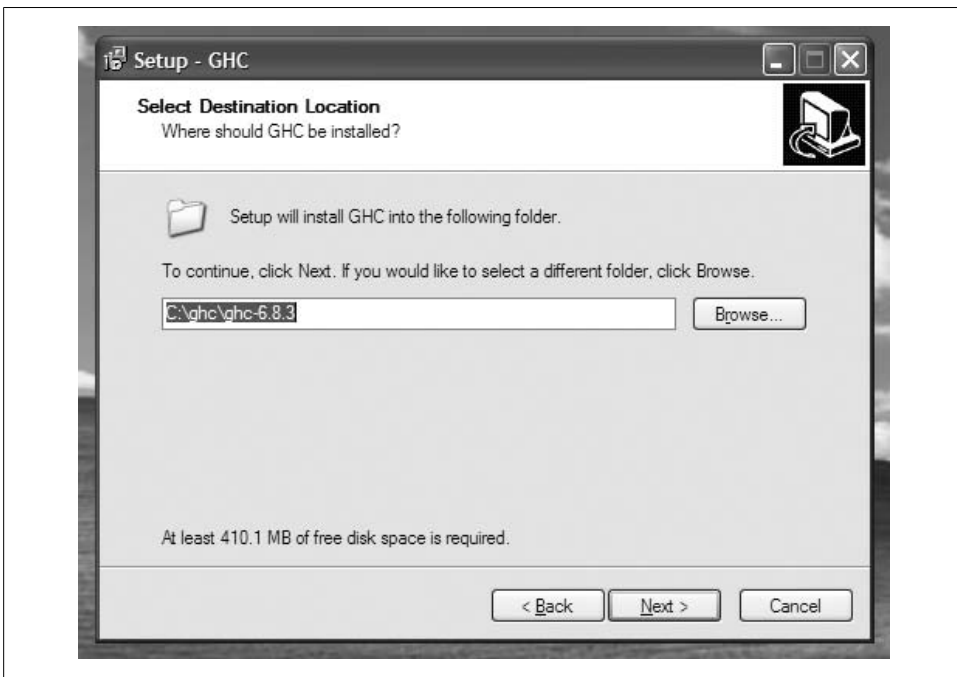 Setup - GHC
Select Destination Location
Where should GHC be installed?
Setup will install GHC into the following folder.
To continue, click Next. If you would like to select a different folder, click Browse.
C:\ghc\ghc-6.8.3
Browse...
At least 410.1 MB of free disk space is required.
< Back
Next >
Cancel